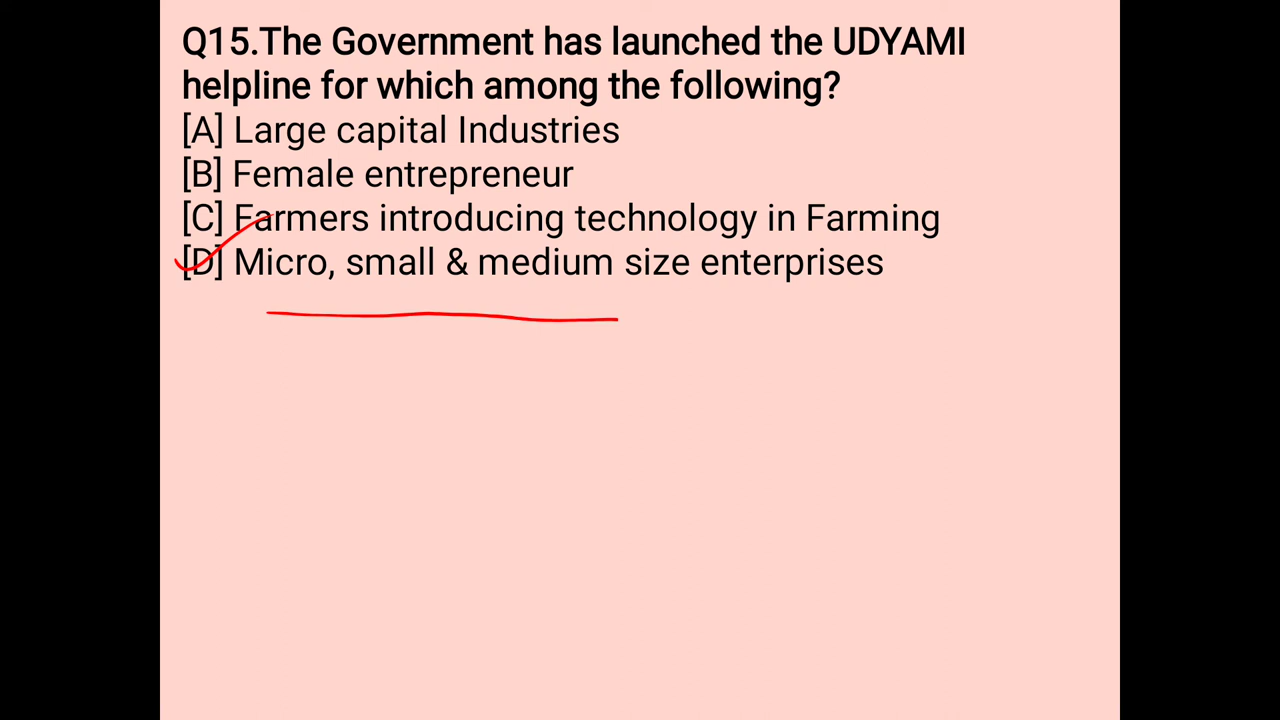 Q15.The Government has launched the UDYAMI
helpline for which among the following?
[A] Large capital Industries
[B] Female entrepreneur
[C] Farmers introducing technology in Farming
[D] Micro, small & medium size enterprises